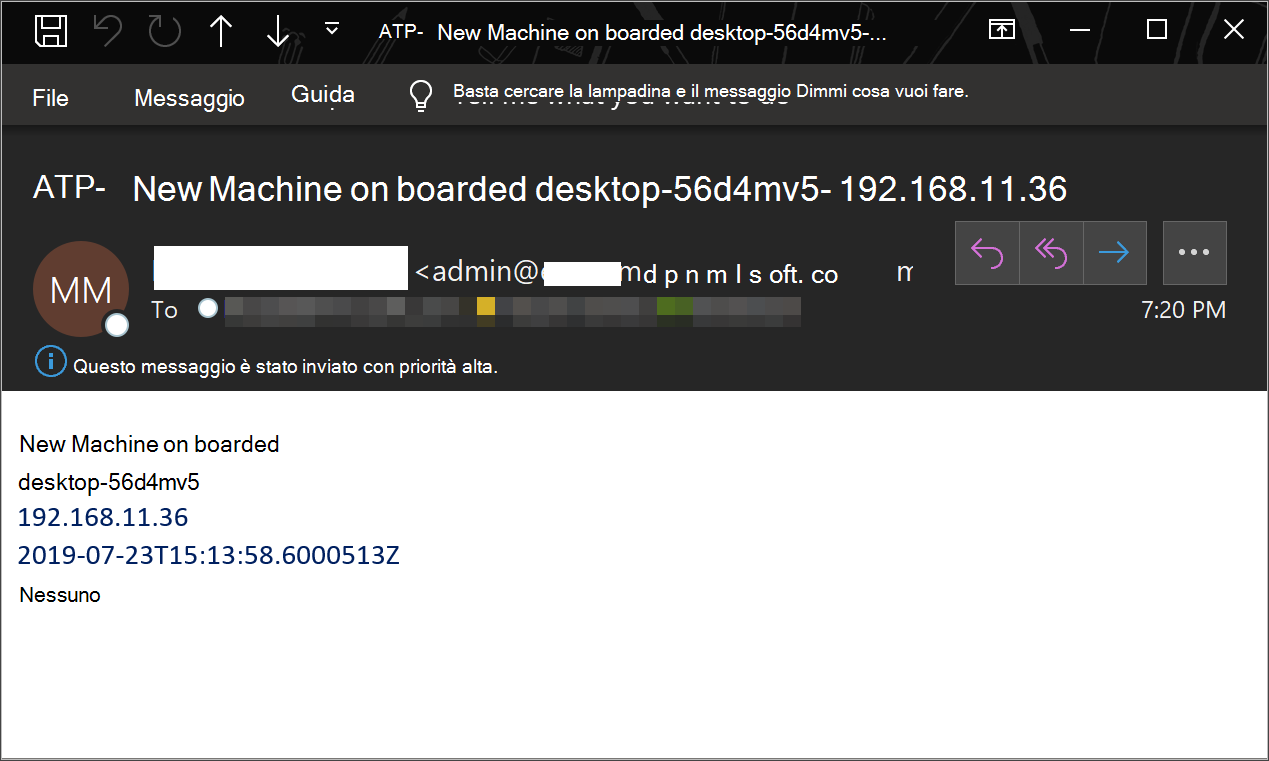 ATP- New Machine on boarded desktop-56d4mv5-...
File Messaggio Guida Basta cercare la lampadina e il messaggio Dimmi cosa vuoi fare.
ATP- New Machine on boarded desktop-56d4mv5- 192.168.11.36
MM
<admin@ m d p n m l s oft. co m
To
7:20 PM
Questo messaggio è stato inviato con priorità alta.
New Machine on boarded
desktop-56d4mv5
192.168.11.36
2019-07-23T15:13:58.6000513Z
Nessuno